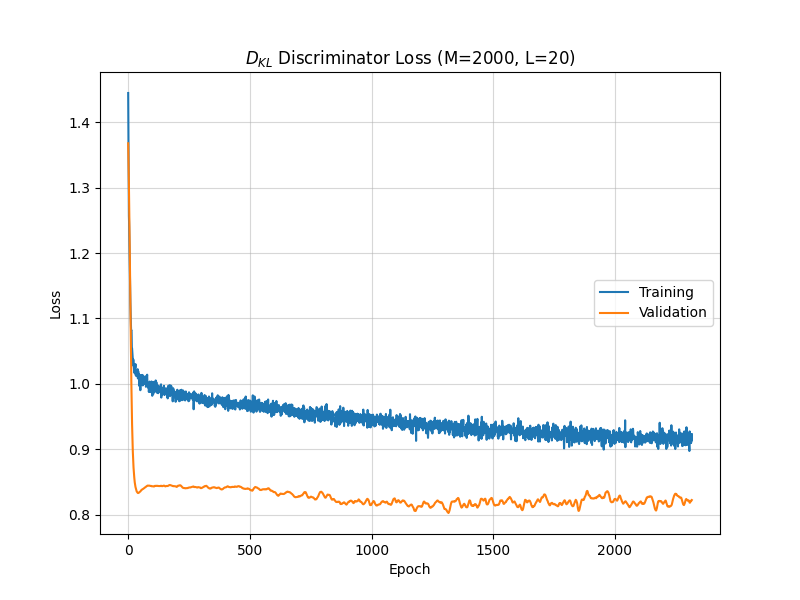 D_KL Discriminator Loss (M=2000, L=20)
Loss
1.4
1.3
1.2
1.1
1.0
0.9
0.8
Training
Validation
0
500
1000
1500
2000
Epoch